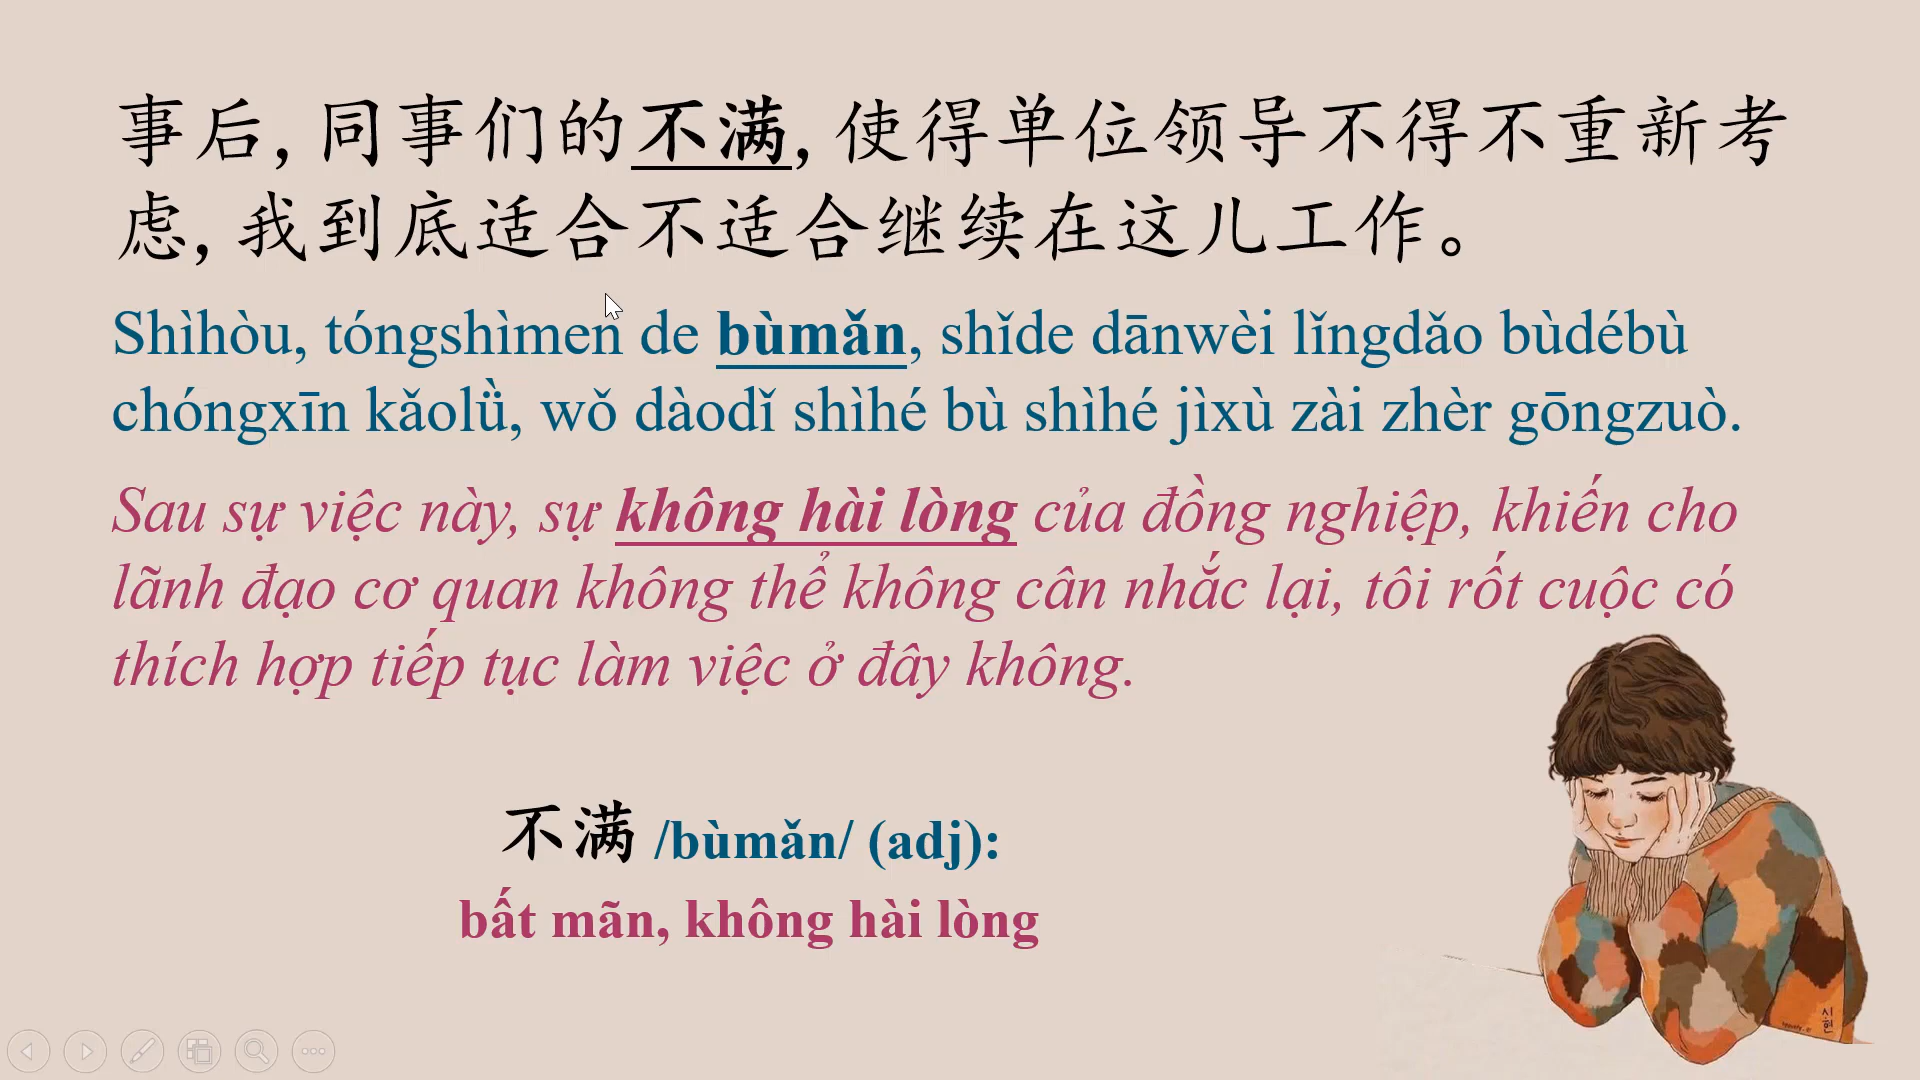 事后, 同事们的不满, 使得单位领导不得不重新考
虑, 我到底适合不适合继续在这儿工作。
Shìhòu, tóngshìmen de bùmǎn, shǐde dānwèi lǐngdǎo bùdébù
chóngxīn kǎolǜ, wǒ dàodǐ shìhé bù shìhé jìxù zài zhèr gōngzuò.
Sau sự việc này, sự không hài lòng của đồng nghiệp, khiến cho
lãnh đạo cơ quan không thể không cân nhắc lại, tôi rốt cuộc có
thích hợp tiếp tục làm việc ở đây không.
不满 /bùmǎn/ (adj):
bất mãn, không hài lòng
시현